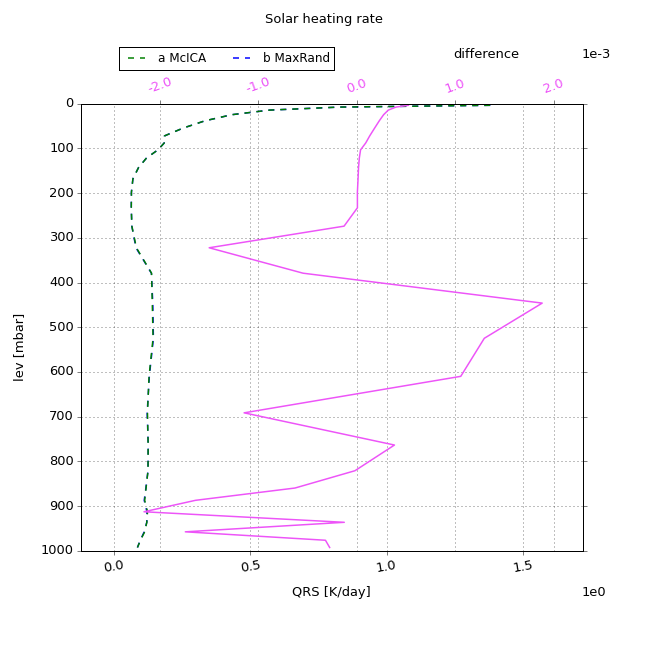 Solar heating rate
a McICA b MaxRand
difference 1e-3
-2.0 -1.0 0.0 1.0 2.0
0
100
200
300
400
500
600
700
800
900
1000
lev [mbar]
0.0 0.5 1.0 1.5
QRS [K/day] 1e0